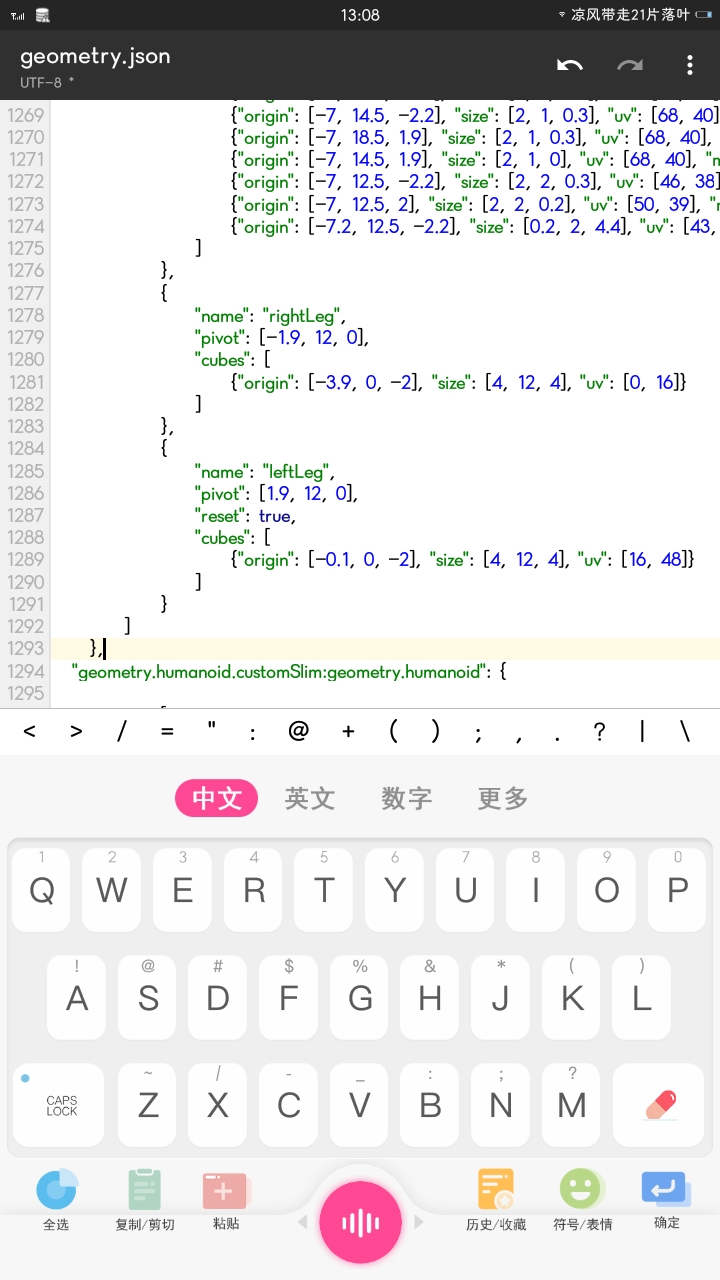 13:08
凉风带走21片落叶
geometry.json
UTF-8 *
1269 {"origin": [-7, 14.5, -2.2], "size": [2, 1, 0.3], "uv": [68, 40]
1270 {"origin": [-7, 18.5, 1.9], "size": [2, 1, 0.3], "uv": [68, 40],
1271 {"origin": [-7, 14.5, 1.9], "size": [2, 1, 0], "uv": [68, 40], "m
1272 {"origin": [-7, 12.5, -2.2], "size": [2, 2, 0.3], "uv": [46, 38]
1273 {"origin": [-7, 12.5, 2], "size": [2, 2, 0.2], "uv": [50, 39], "m
1274 {"origin": [-7.2, 12.5, -2.2], "size": [0.2, 2, 4.4], "uv": [43,
1275 ]
1276 },
1277 {
1278 "name": "rightLeg",
1279 "pivot": [-1.9, 12, 0],
1280 "cubes": [
1281 {"origin": [-3.9, 0, -2], "size": [4, 12, 4], "uv": [0, 16]}
1282 ]
1283 },
1284 {
1285 "name": "leftLeg",
1286 "pivot": [1.9, 12, 0],
1287 "reset": true,
1288 "cubes": [
1289 {"origin": [-0.1, 0, -2], "size": [4, 12, 4], "uv": [16, 48]}
1290 ]
1291 }
1292 ]
1293 },
1294 "geometry.humanoid.customSlim:geometry.humanoid": {
1295
< > / = " : @ + ( ) ; , . ? | \
中文 英文 数字 更多
1 2 3 4 5 6 7 8 9 0
Q W E R T Y U I O P
! @ # $ % & * ( )
A S D F G H J K L
~ / - _ : ; ?
CAPS LOCK Z X C V B N M
全选 复制/剪切 粘贴 历史/收藏 符号/表情 确定